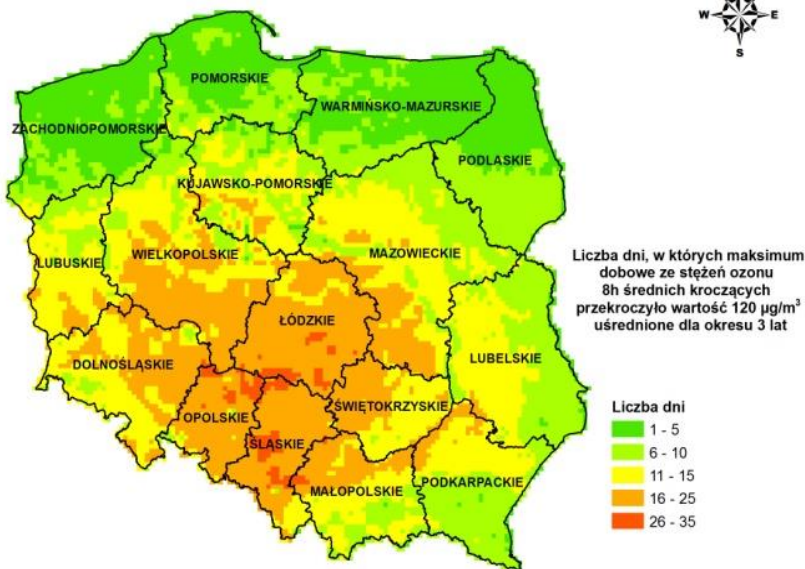 W E
S
POMORSKIE
WARMIŃSKO-MAZURSKIE
ZACHODNIOPOMORSKIE
PODLASKIE
KUJAWSKO-POMORSKIE
WIELKOPOLSKIE
MAZOWIECKIE
LUBUSKIE
ŁÓDZKIE
LUBELSKIE
DOLNOŚLĄSKIE
OPOLSKIE
ŚWIĘTOKRZYSKIE
ŚLĄSKIE
MAŁOPOLSKIE
PODKARPACKIE
Liczba dni, w których maksimum
dobowe ze stężeń ozonu
8h średnich kroczących
przekroczyło wartość 120 µg/m³
uśrednione dla okresu 3 lat
Liczba dni
1 - 5
6 - 10
11 - 15
16 - 25
26 - 35